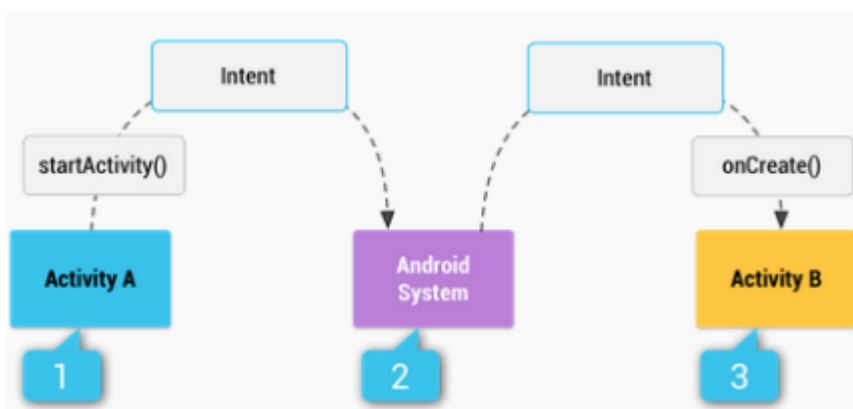 Intent
Intent
startActivity()
onCreate()
Activity A
Android
System
Activity B
1
2
3